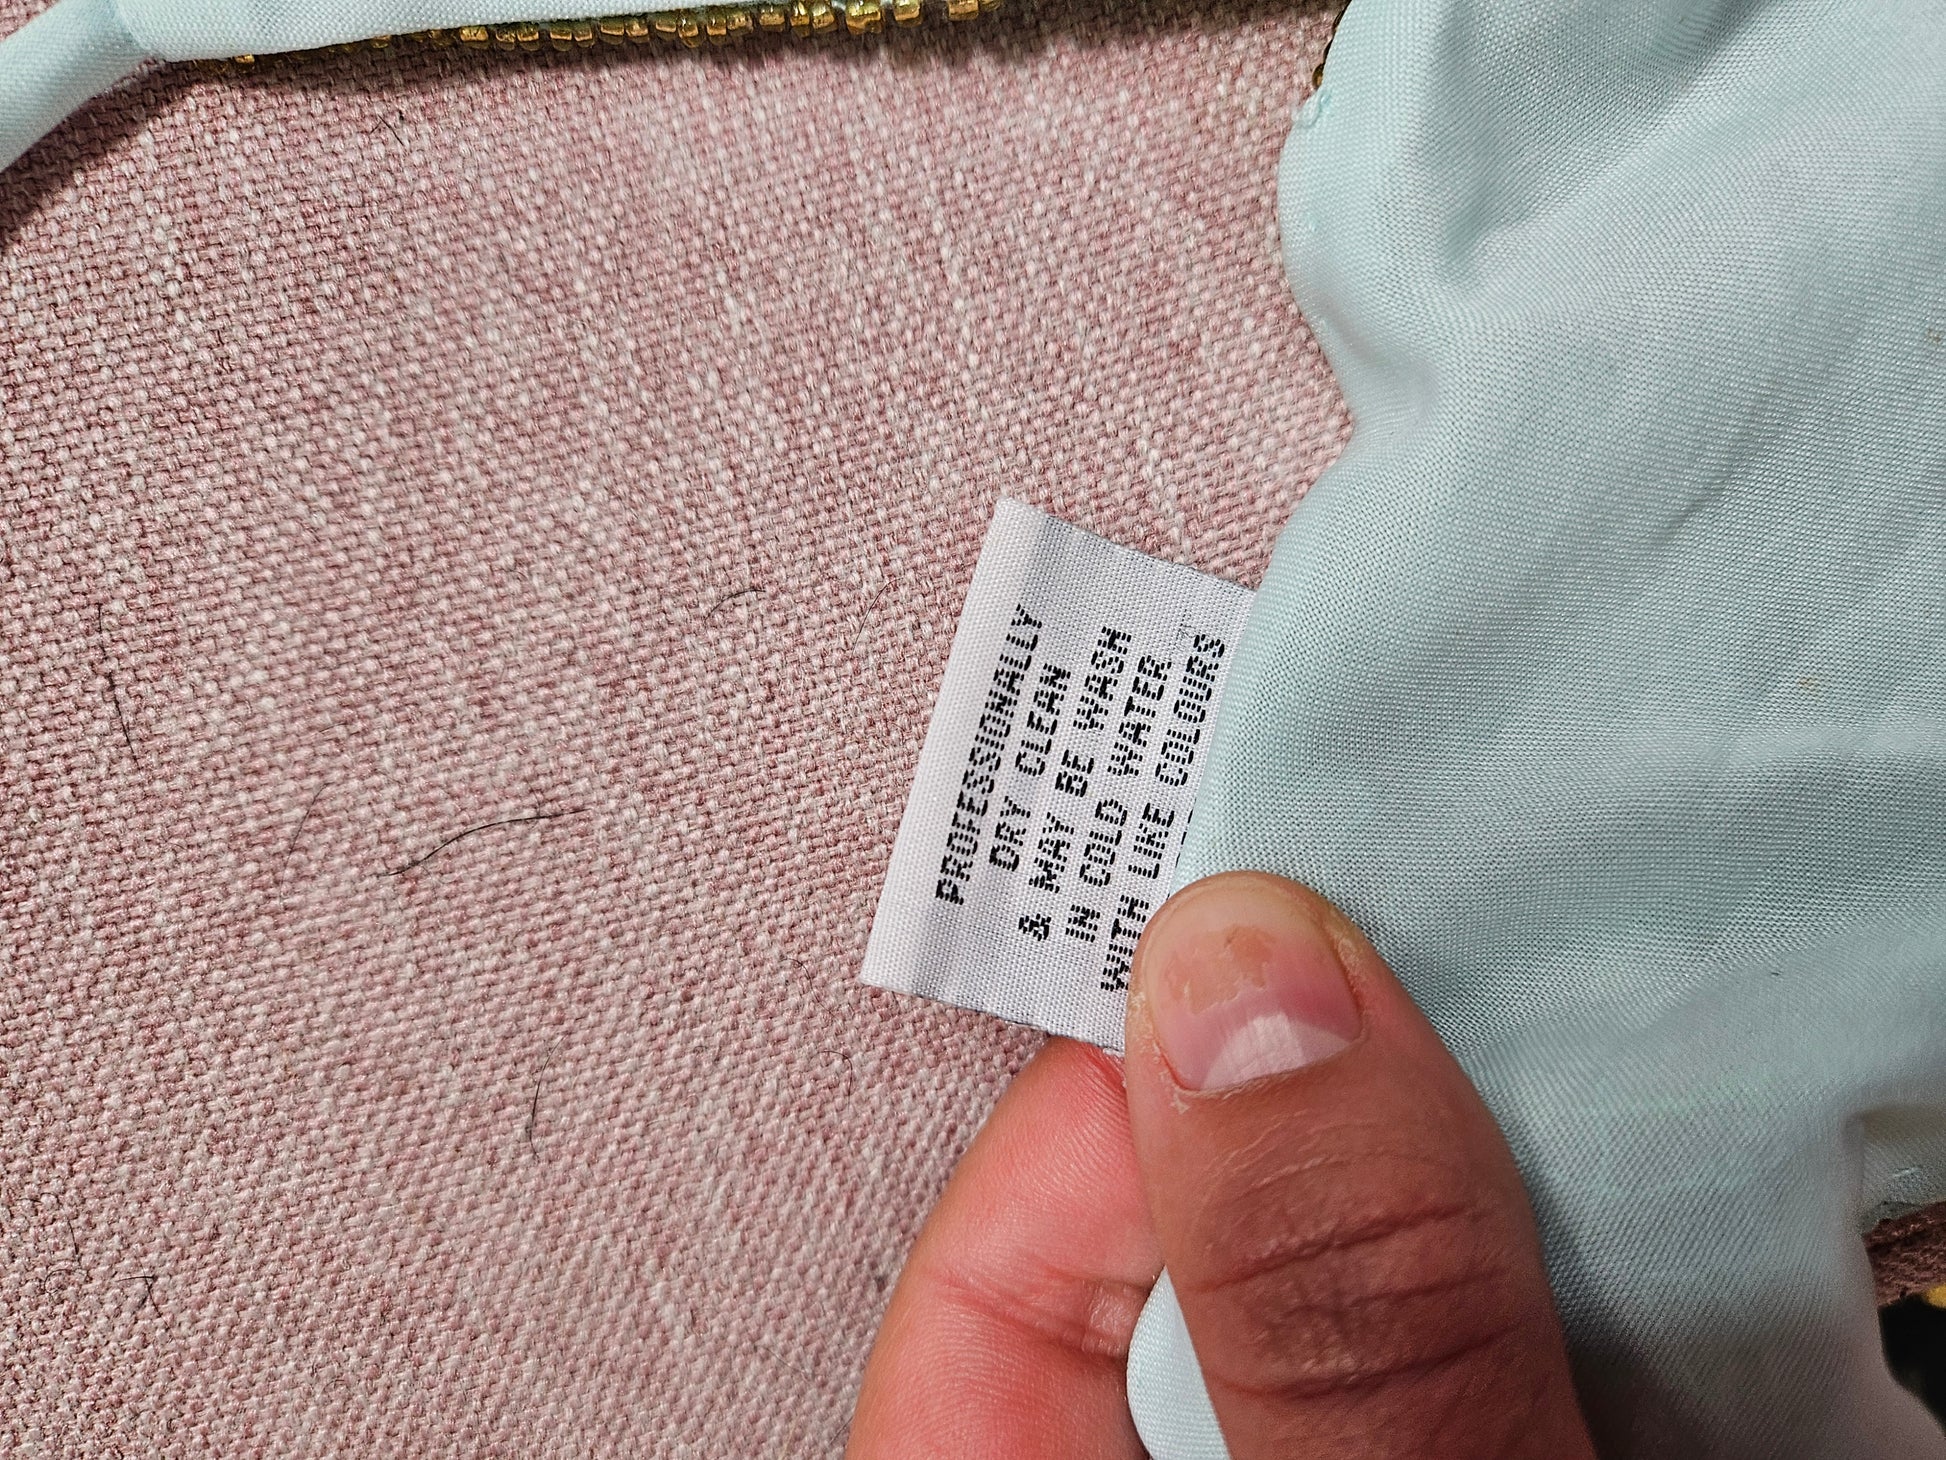 PROFESSIONALLY
DRY CLEAN
& MAY BE WASH
IN COLD WATER
WITH LIKE COLOURS